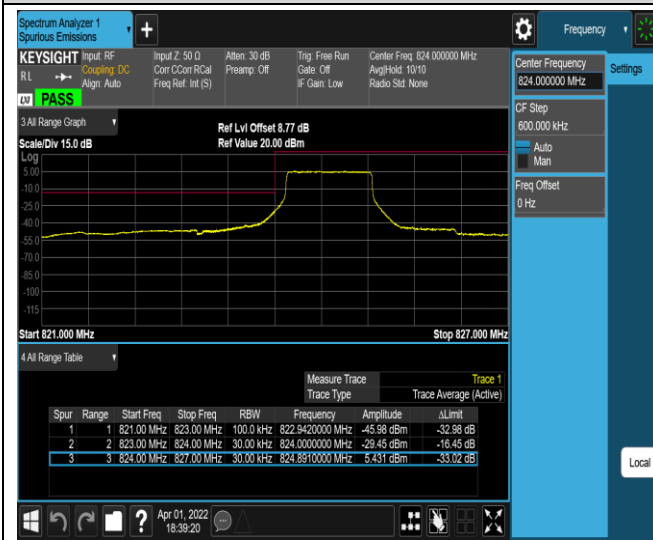 Spectrum Analyzer 1
Spurious Emissions
+
Frequency
KEYSIGHT Input: RF Input Z: 50 Ω Atten: 30 dB Trig: Free Run Center Freq: 824.000000 MHz
RL Coupling: DC Corr CCorr RCal Preamp: Off Gate: Off Avg|Hold: 10/10
Align: Auto Freq Ref: Int (S) IF Gain: Low Radio Std: None
LXI PASS
Center Frequency
824.000000 MHz
Settings
CF Step
600.000 kHz
Auto
Man
Freq Offset
0 Hz
3 All Range Graph
Ref Lvl Offset 8.77 dB
Scale/Div 15.0 dB Ref Value 20.00 dBm
Log
5.00
-10.0
-25.0
-40.0
-55.0
-70.0
-85.0
-100
-115
Start 821.000 MHz Stop 827.000 MHz
4 All Range Table
Measure Trace Trace 1
Trace Type Trace Average (Active)
Spur Range Start Freq Stop Freq RBW Frequency Amplitude ΔLimit
1 1 821.00 MHz 823.00 MHz 100.0 kHz 822.9420000 MHz -45.98 dBm -32.98 dB
2 2 823.00 MHz 824.00 MHz 30.00 kHz 824.0000000 MHz -29.45 dBm -16.45 dB
3 3 824.00 MHz 827.00 MHz 30.00 kHz 824.8910000 MHz 5.431 dBm -33.02 dB
Local
? Apr 01, 2022
18:39:20